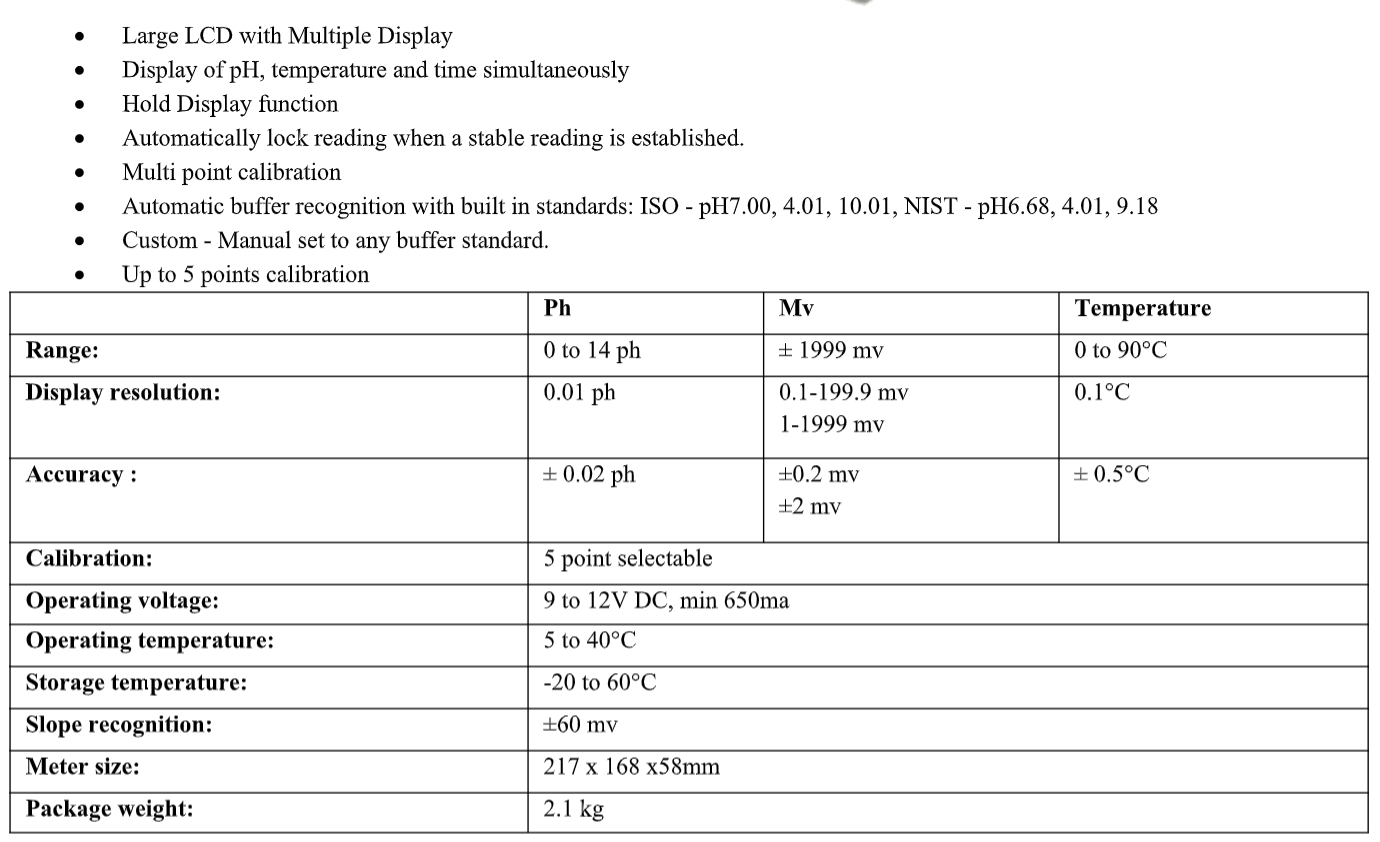 • Large LCD with Multiple Display
• Display of pH, temperature and time simultaneously
• Hold Display function
• Automatically lock reading when a stable reading is established.
• Multi point calibration
• Automatic buffer recognition with built in standards: ISO - pH7.00, 4.01, 10.01, NIST - pH6.68, 4.01, 9.18
• Custom - Manual set to any buffer standard.
• Up to 5 points calibration
Ph Mv Temperature
Range: 0 to 14 ph ± 1999 mv 0 to 90°C
Display resolution: 0.01 ph 0.1-199.9 mv 0.1°C
1-1999 mv
Accuracy : ± 0.02 ph ±0.2 mv ± 0.5°C
±2 mv
Calibration: 5 point selectable
Operating voltage: 9 to 12V DC, min 650ma
Operating temperature: 5 to 40°C
Storage temperature: -20 to 60°C
Slope recognition: ±60 mv
Meter size: 217 x 168 x58mm
Package weight: 2.1 kg